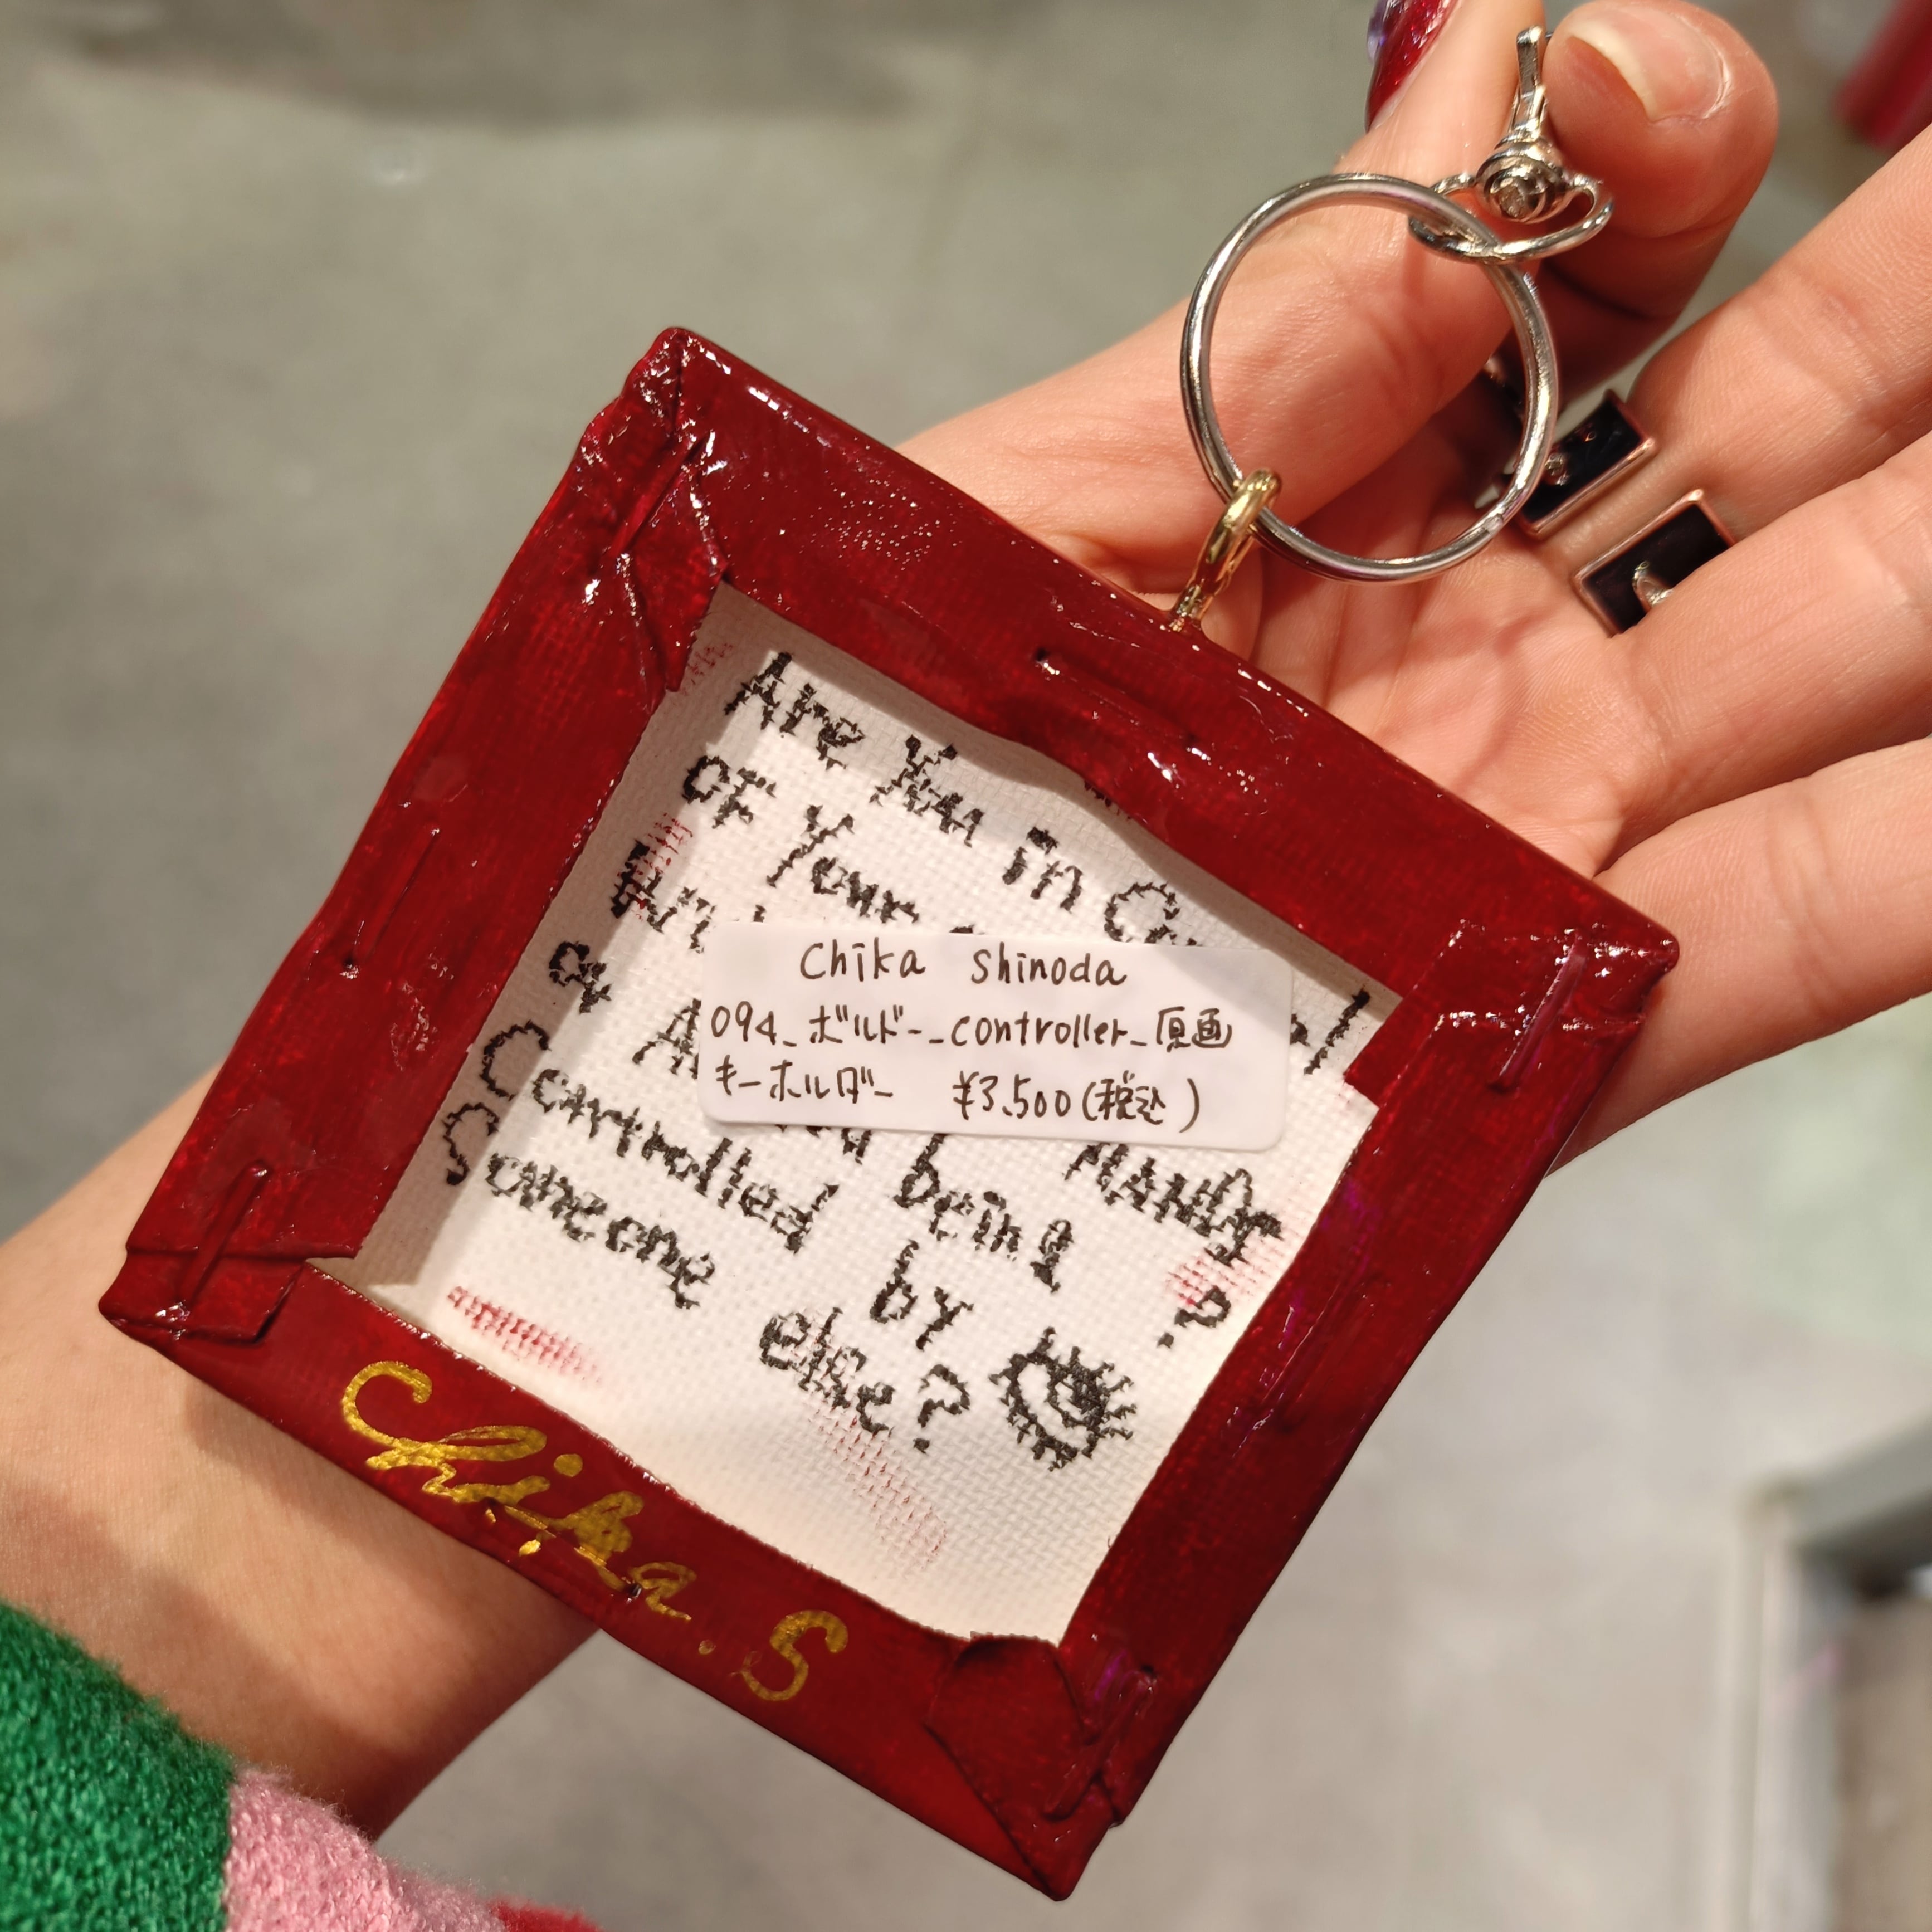 Are You in
OF Your
Chika Shinoda
094_ボルドー_controller_原画
キーホルダー ¥3,500(税込)
HANDS ?
being
Controlled by
Someone else?
Chika.S